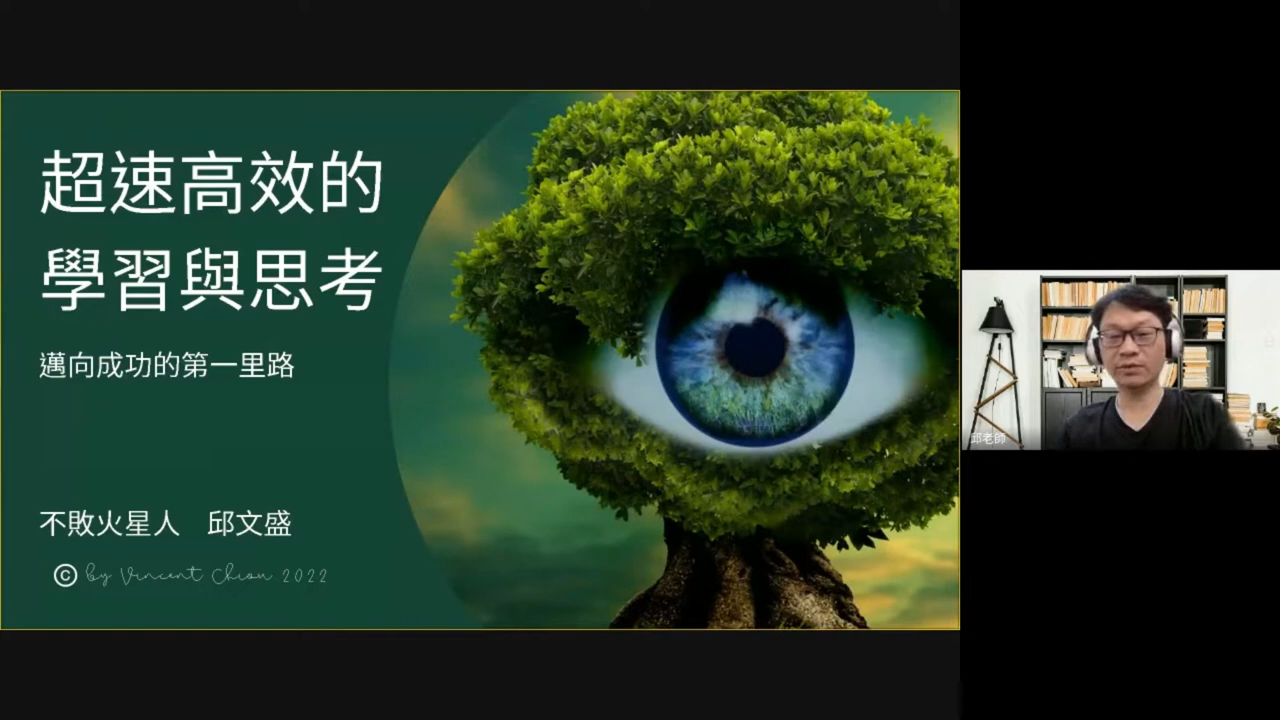 超速高效的
學習與思考
邁向成功的第一里路
不敗火星人 邱文盛
© by Vincent Chiou 2022
邱老師